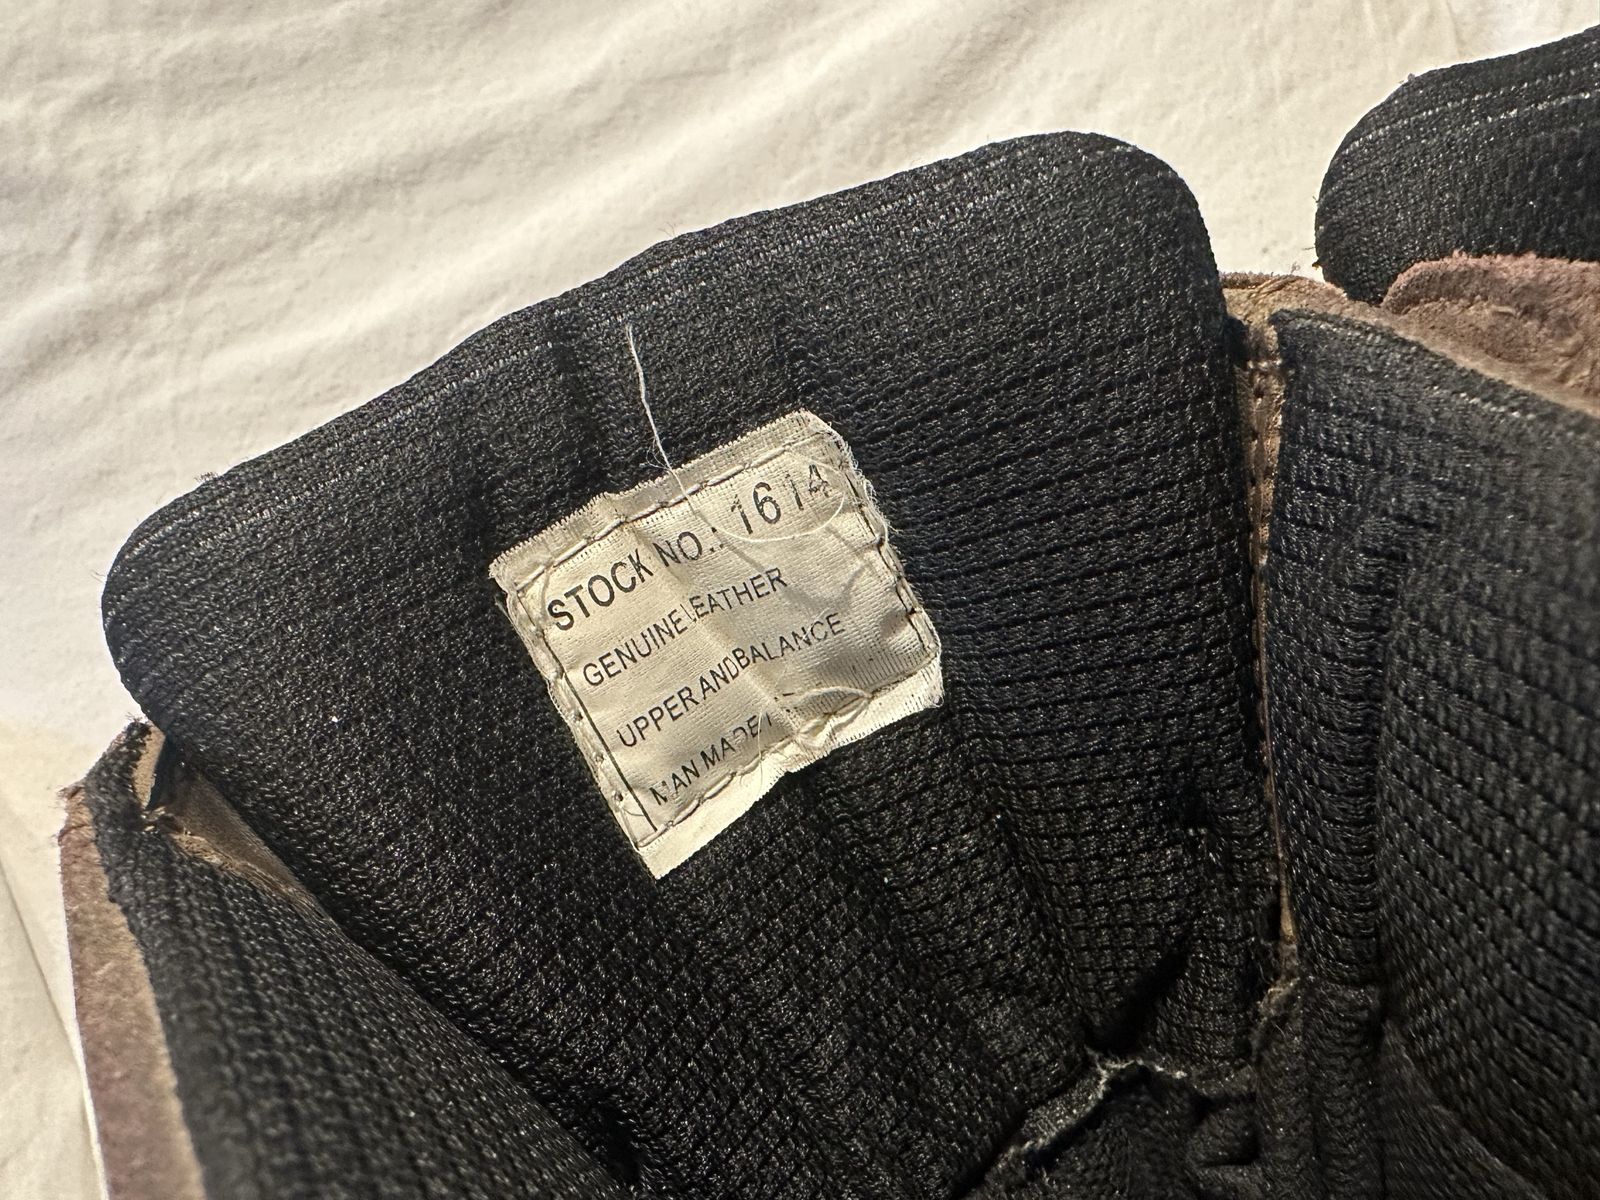 STOCK NO.: 1614
GENUINE LEATHER
UPPER AND BALANCE
MAN MADE